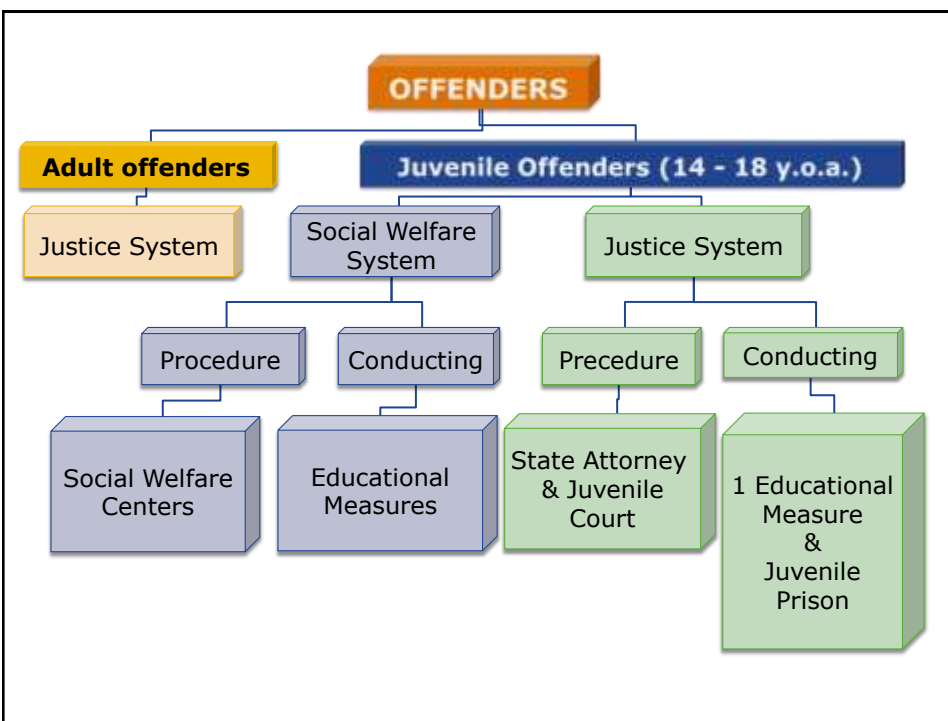 OFFENDERS
Adult offenders
Juvenile Offenders (14 - 18 y.o.a.)
Justice System
Social Welfare
System
Justice System
Procedure
Conducting
Precedure
Conducting
Social Welfare
Centers
Educational
Measures
State Attorney
& Juvenile
Court
1 Educational
Measure
&
Juvenile
Prison